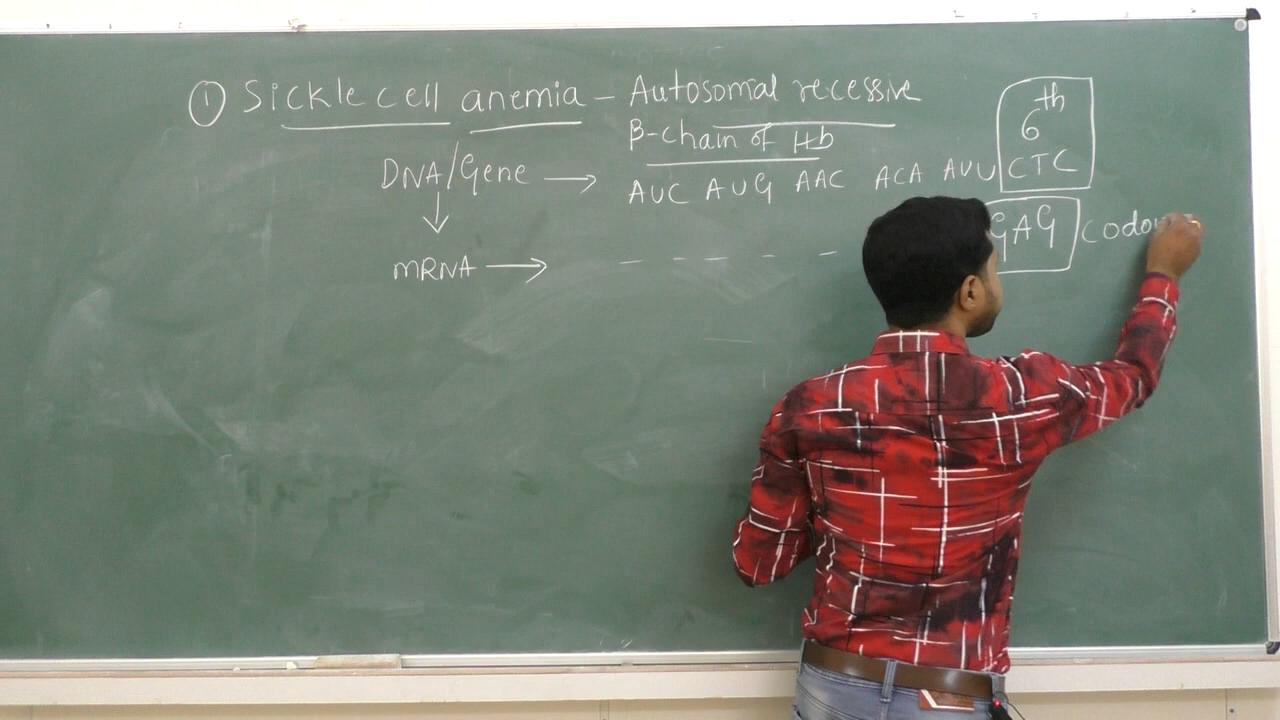 ① Sickle cell anemia – Autosomal recessive
β-chain of Hb
6th
DNA/Gene → AUC AUG AAC ACA AUU CTC
mRNA → – – – – – GAG codon